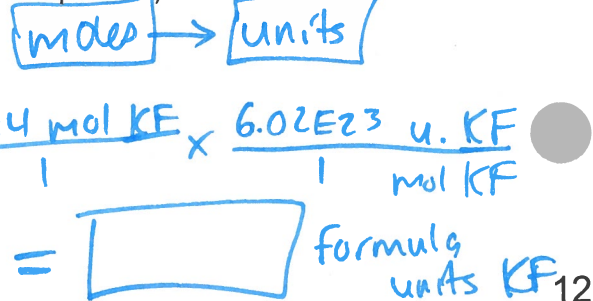 moles → units
4 mol KF × 6.02E23 u. KF
1 1 mol KF
= formula
units KF
12